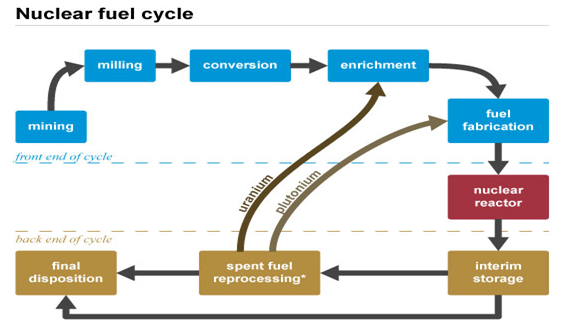 Nuclear fuel cycle
milling
conversion
enrichment
mining
fuel
fabrication
front end of cycle
uranium
plutonium
nuclear
reactor
back end of cycle
final
disposition
spent fuel
reprocessing*
interim
storage